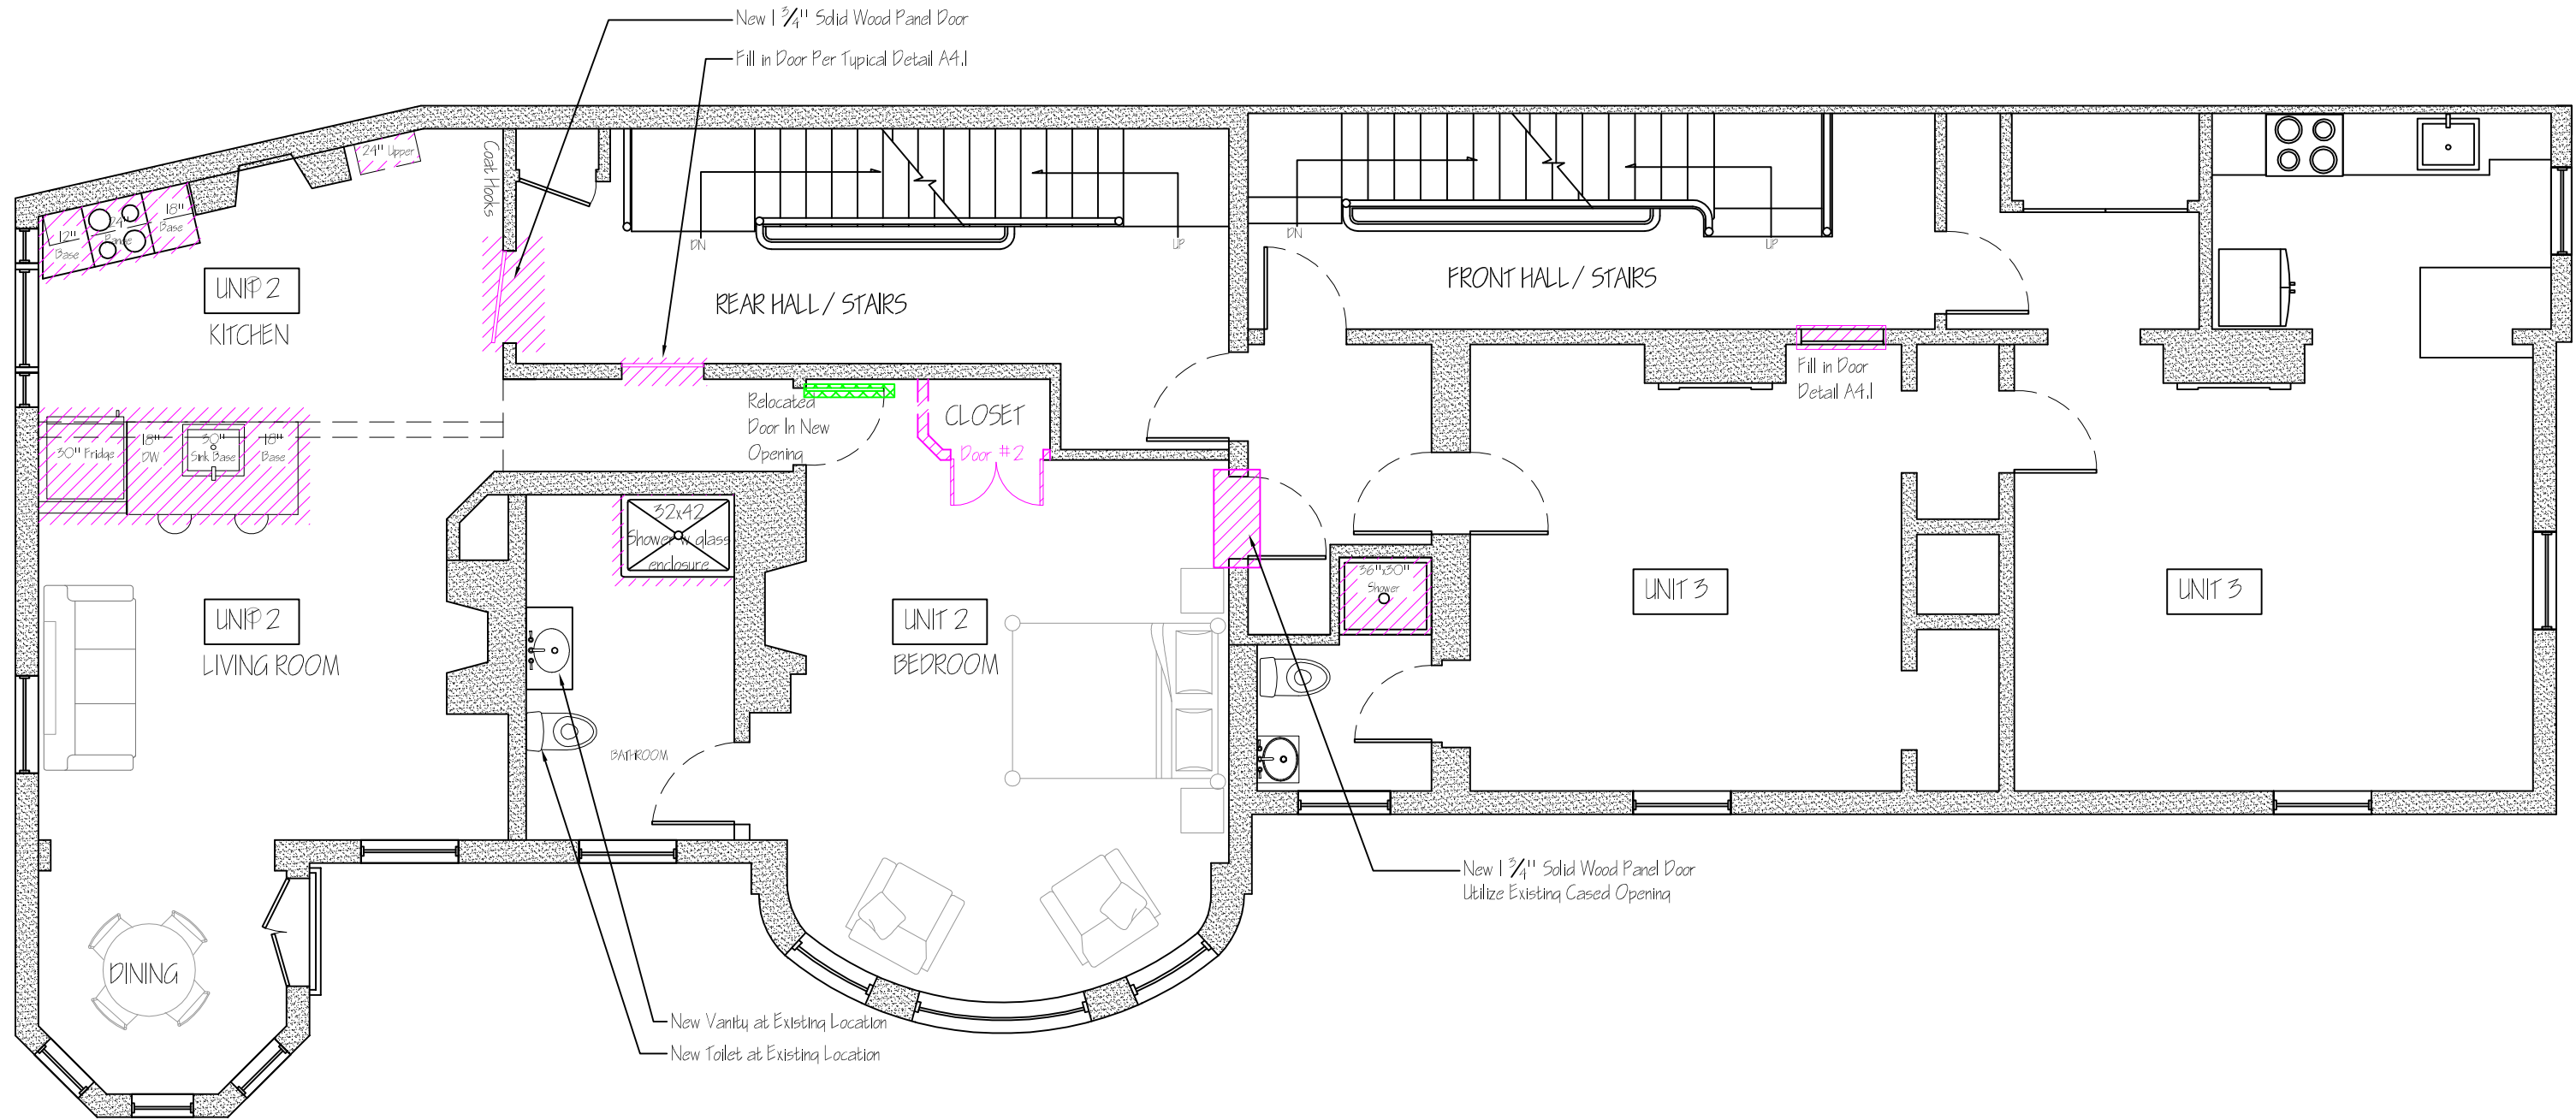 New 1 3/4" Solid Wood Panel Door
Fill in Door Per Typical Detail A4.1
24" Upper
Coat Hooks
18"
Base
24"
12"
Base
UNIT 2
KITCHEN
DN
UP
REAR HALL / STAIRS
DN
UP
FRONT HALL / STAIRS
Fill in Door
Detail A4.1
Relocated
Door In New
Opening
CLOSET
Door #2
30" Fridge
18"
DW
30"
Sink Base
18"
Base
32x42
Shower w glass
enclosure
36"x30"
Shower
UNIT 2
LIVING ROOM
UNIT 2
BEDROOM
UNIT 3
UNIT 3
BATHROOM
New 1 3/4" Solid Wood Panel Door
Utilize Existing Cased Opening
DINING
New Vanity at Existing Location
New Toilet at Existing Location